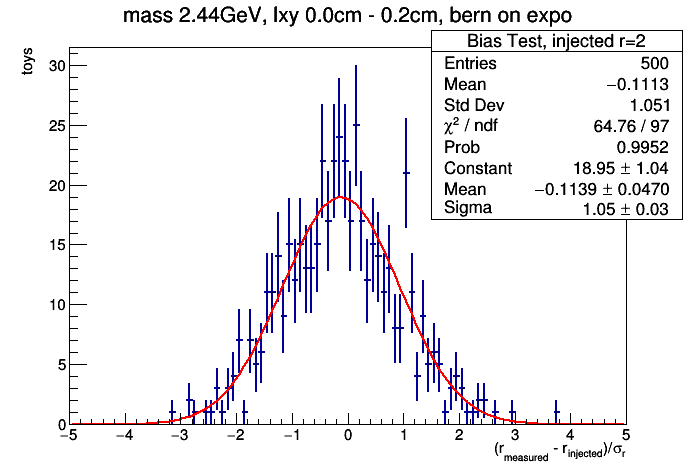 mass 2.44GeV, lxy 0.0cm - 0.2cm, bern on expo
Bias Test, injected r=2
Entries 500
Mean −0.1113
Std Dev 1.051
χ² / ndf 64.76 / 97
Prob 0.9952
Constant 18.95 ± 1.04
Mean −0.1139 ± 0.0470
Sigma 1.05 ± 0.03
toys
30
25
20
15
10
5
0
−5 −4 −3 −2 −1 0 1 2 3 4 5
(r_measured - r_injected)/σ_r